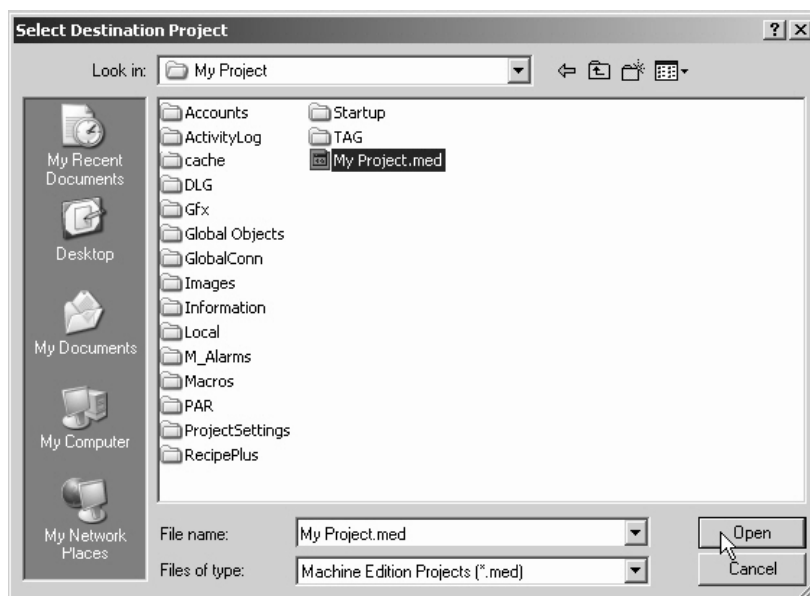 Select Destination Project
Look in: My Project
My Recent Documents
Desktop
My Documents
My Computer
My Network Places
Accounts
ActivityLog
cache
DLG
Gfx
Global Objects
GlobalConn
Images
Information
Local
M_Alarms
Macros
PAR
ProjectSettings
RecipePlus
Startup
TAG
My Project.med
File name: My Project.med
Open
Files of type: Machine Edition Projects (*.med)
Cancel